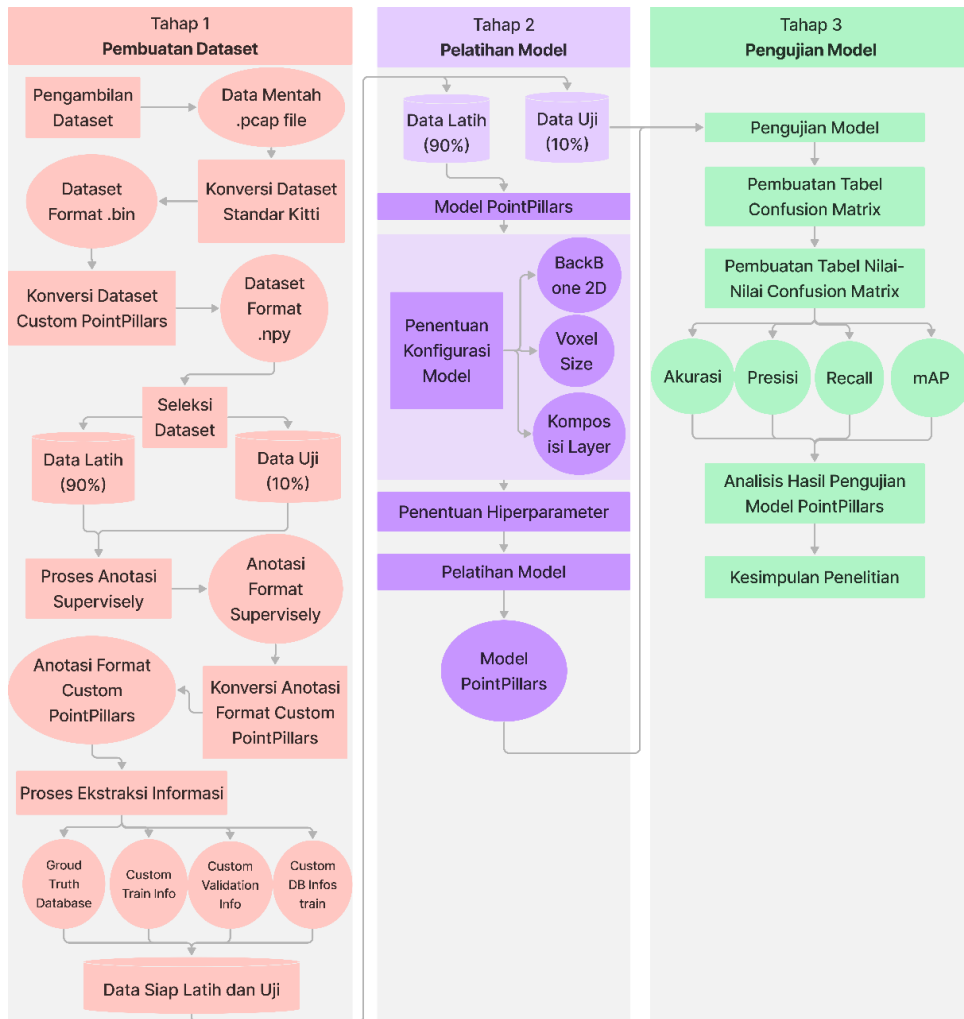 Tahap 1
Pembuatan Dataset
Pengambilan
Dataset
Data Mentah
.pcap file
Dataset
Format .bin
Konversi Dataset
Standar Kitti
Konversi Dataset
Custom PointPillars
Dataset
Format
.npy
Seleksi
Dataset
Data Latih
(90%)
Data Uji
(10%)
Proses Anotasi
Supervisely
Anotasi
Format
Supervisely
Anotasi Format
Custom
PointPillars
Konversi Anotasi
Format Custom
PointPillars
Proses Ekstraksi Informasi
Groud
Truth
Database
Custom
Train Info
Custom
Validation
Info
Custom
DB Infos
train
Data Siap Latih dan Uji
Tahap 2
Pelatihan Model
Data Latih
(90%)
Data Uji
(10%)
Model PointPillars
Penentuan
Konfigurasi
Model
BackB
one 2D
Voxel
Size
Kompos
isi Layer
Penentuan Hiperparameter
Pelatihan Model
Model
PointPillars
Tahap 3
Pengujian Model
Pengujian Model
Pembuatan Tabel
Confusion Matrix
Pembuatan Tabel Nilai-
Nilai Confusion Matrix
Akurasi
Presisi
Recall
mAP
Analisis Hasil Pengujian
Model PointPillars
Kesimpulan Penelitian